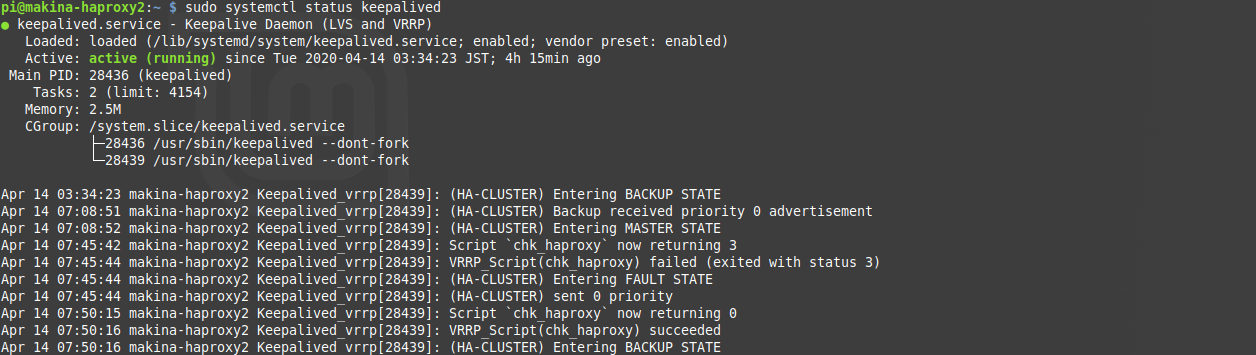 pi@makina-haproxy2:~ $ sudo systemctl status keepalived
● keepalived.service - Keepalive Daemon (LVS and VRRP)
   Loaded: loaded (/lib/systemd/system/keepalived.service; enabled; vendor preset: enabled)
   Active: active (running) since Tue 2020-04-14 03:34:23 JST; 4h 15min ago
 Main PID: 28436 (keepalived)
    Tasks: 2 (limit: 4154)
   Memory: 2.5M
   CGroup: /system.slice/keepalived.service
           ├─28436 /usr/sbin/keepalived --dont-fork
           └─28439 /usr/sbin/keepalived --dont-fork

Apr 14 03:34:23 makina-haproxy2 Keepalived_vrrp[28439]: (HA-CLUSTER) Entering BACKUP STATE
Apr 14 07:08:51 makina-haproxy2 Keepalived_vrrp[28439]: (HA-CLUSTER) Backup received priority 0 advertisement
Apr 14 07:08:52 makina-haproxy2 Keepalived_vrrp[28439]: (HA-CLUSTER) Entering MASTER STATE
Apr 14 07:45:42 makina-haproxy2 Keepalived_vrrp[28439]: Script `chk_haproxy` now returning 3
Apr 14 07:45:44 makina-haproxy2 Keepalived_vrrp[28439]: VRRP_Script(chk_haproxy) failed (exited with status 3)
Apr 14 07:45:44 makina-haproxy2 Keepalived_vrrp[28439]: (HA-CLUSTER) Entering FAULT STATE
Apr 14 07:45:44 makina-haproxy2 Keepalived_vrrp[28439]: (HA-CLUSTER) sent 0 priority
Apr 14 07:50:15 makina-haproxy2 Keepalived_vrrp[28439]: Script `chk_haproxy` now returning 0
Apr 14 07:50:16 makina-haproxy2 Keepalived_vrrp[28439]: VRRP_Script(chk_haproxy) succeeded
Apr 14 07:50:16 makina-haproxy2 Keepalived_vrrp[28439]: (HA-CLUSTER) Entering BACKUP STATE